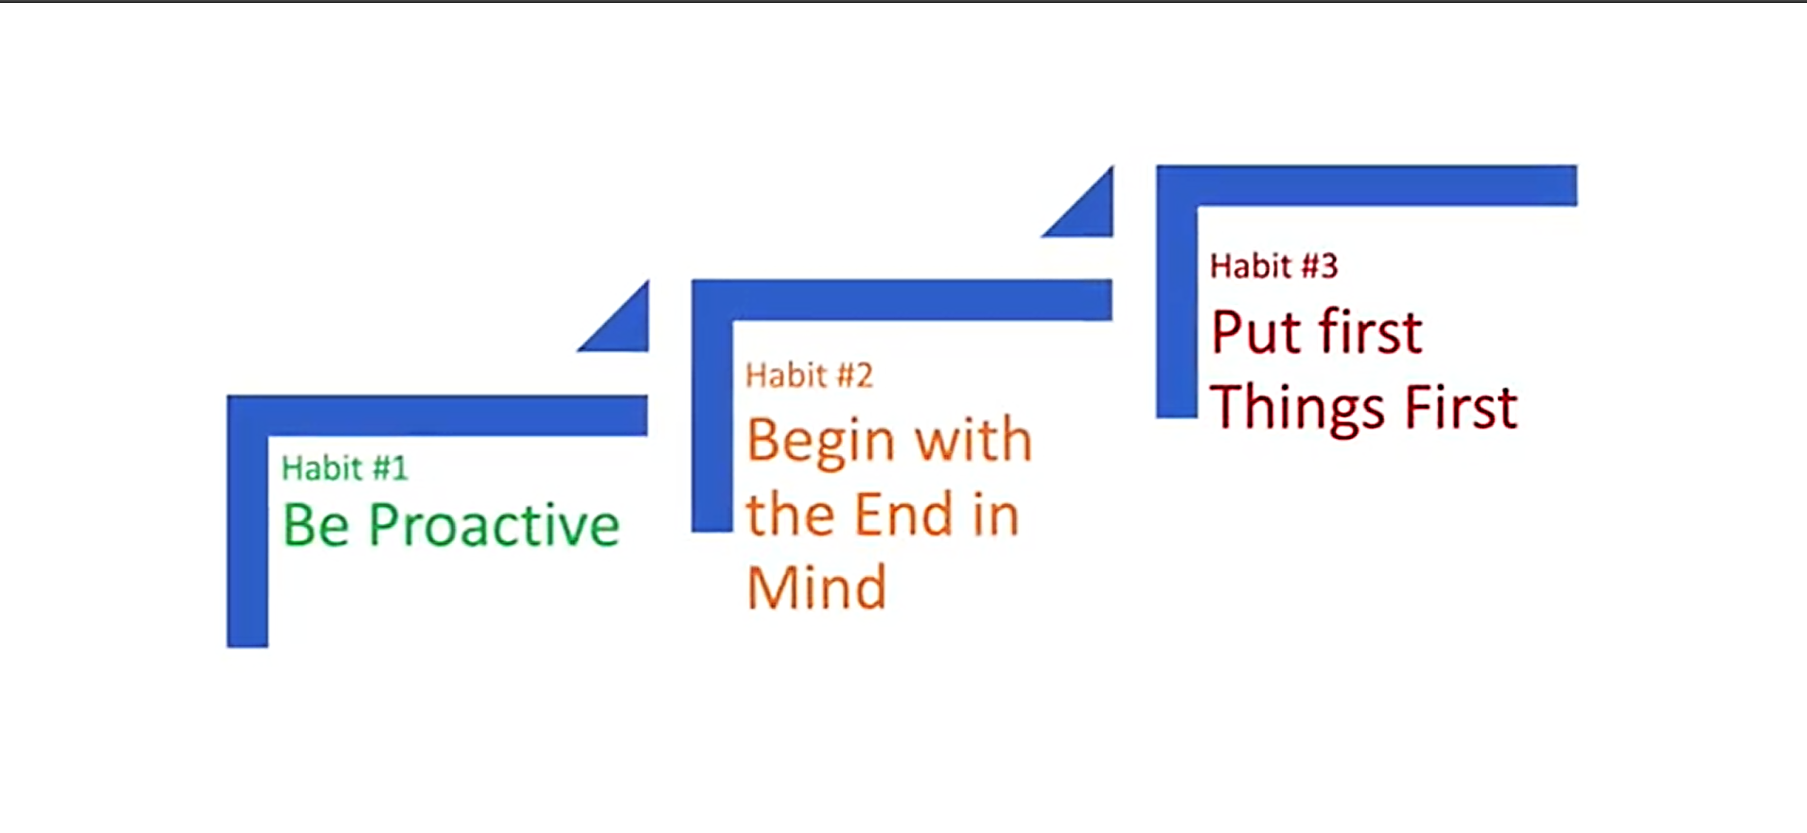 Habit #1
Be Proactive
Habit #2
Begin with
the End in
Mind
Habit #3
Put first
Things First